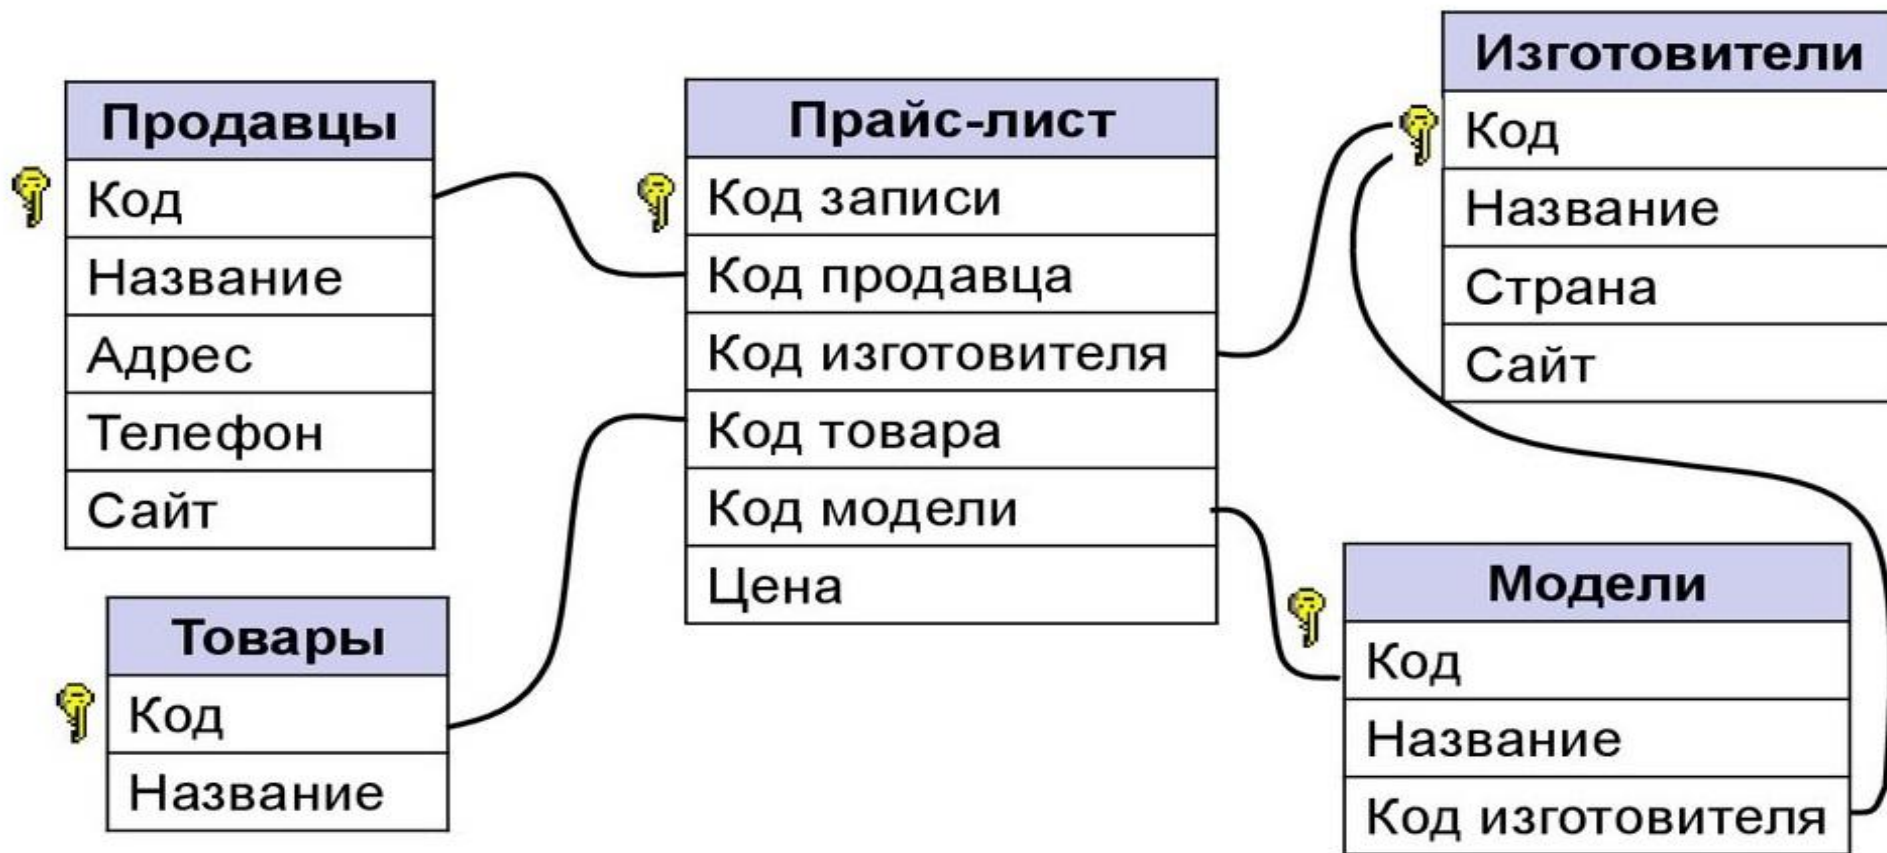 Продавцы
Код
Название
Адрес
Телефон
Сайт
Товары
Код
Название
Прайс-лист
Код записи
Код продавца
Код изготовителя
Код товара
Код модели
Цена
Изготовители
Код
Название
Страна
Сайт
Модели
Код
Название
Код изготовителя